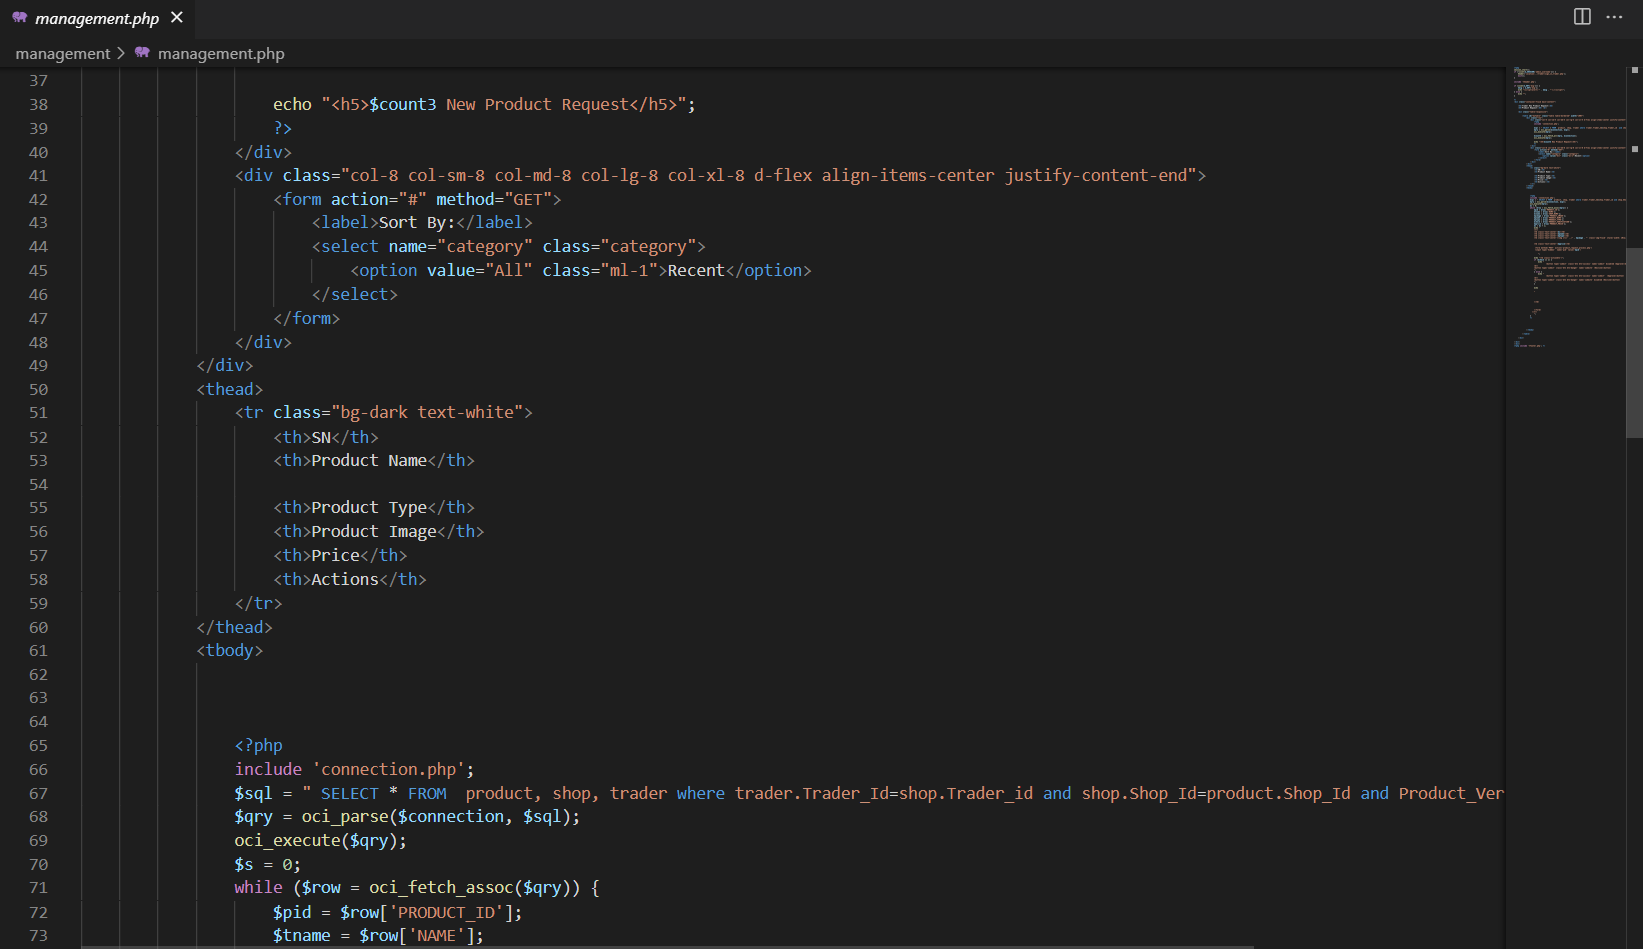 management.php
management > management.php
37
38 echo "<h5>$count3 New Product Request</h5>";
39 ?>
40 </div>
41 <div class="col-8 col-sm-8 col-md-8 col-lg-8 col-xl-8 d-flex align-items-center justify-content-end">
42 <form action="#" method="GET">
43 <label>Sort By:</label>
44 <select name="category" class="category">
45 <option value="All" class="ml-1">Recent</option>
46 </select>
47 </form>
48 </div>
49 </div>
50 <thead>
51 <tr class="bg-dark text-white">
52 <th>SN</th>
53 <th>Product Name</th>
54
55 <th>Product Type</th>
56 <th>Product Image</th>
57 <th>Price</th>
58 <th>Actions</th>
59 </tr>
60 </thead>
61 <tbody>
62
63
64
65 <?php
66 include 'connection.php';
67 $sql = " SELECT * FROM  product, shop, trader where trader.Trader_Id=shop.Trader_id and shop.Shop_Id=product.Shop_Id and Product_Ver
68 $qry = oci_parse($connection, $sql);
69 oci_execute($qry);
70 $s = 0;
71 while ($row = oci_fetch_assoc($qry)) {
72 $pid = $row['PRODUCT_ID'];
73 $tname = $row['NAME'];